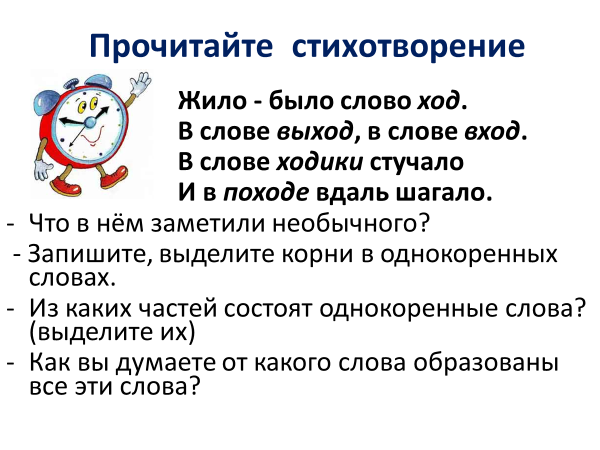 Прочитайте стихотворение
Жило - было слово ход.
В слове выход, в слове вход.
В слове ходики стучало
И в походе вдаль шагало.
- Что в нём заметили необычного?
- Запишите, выделите корни в однокоренных
словах.
- Из каких частей состоят однокоренные слова?
(выделите их)
- Как вы думаете от какого слова образованы
все эти слова?